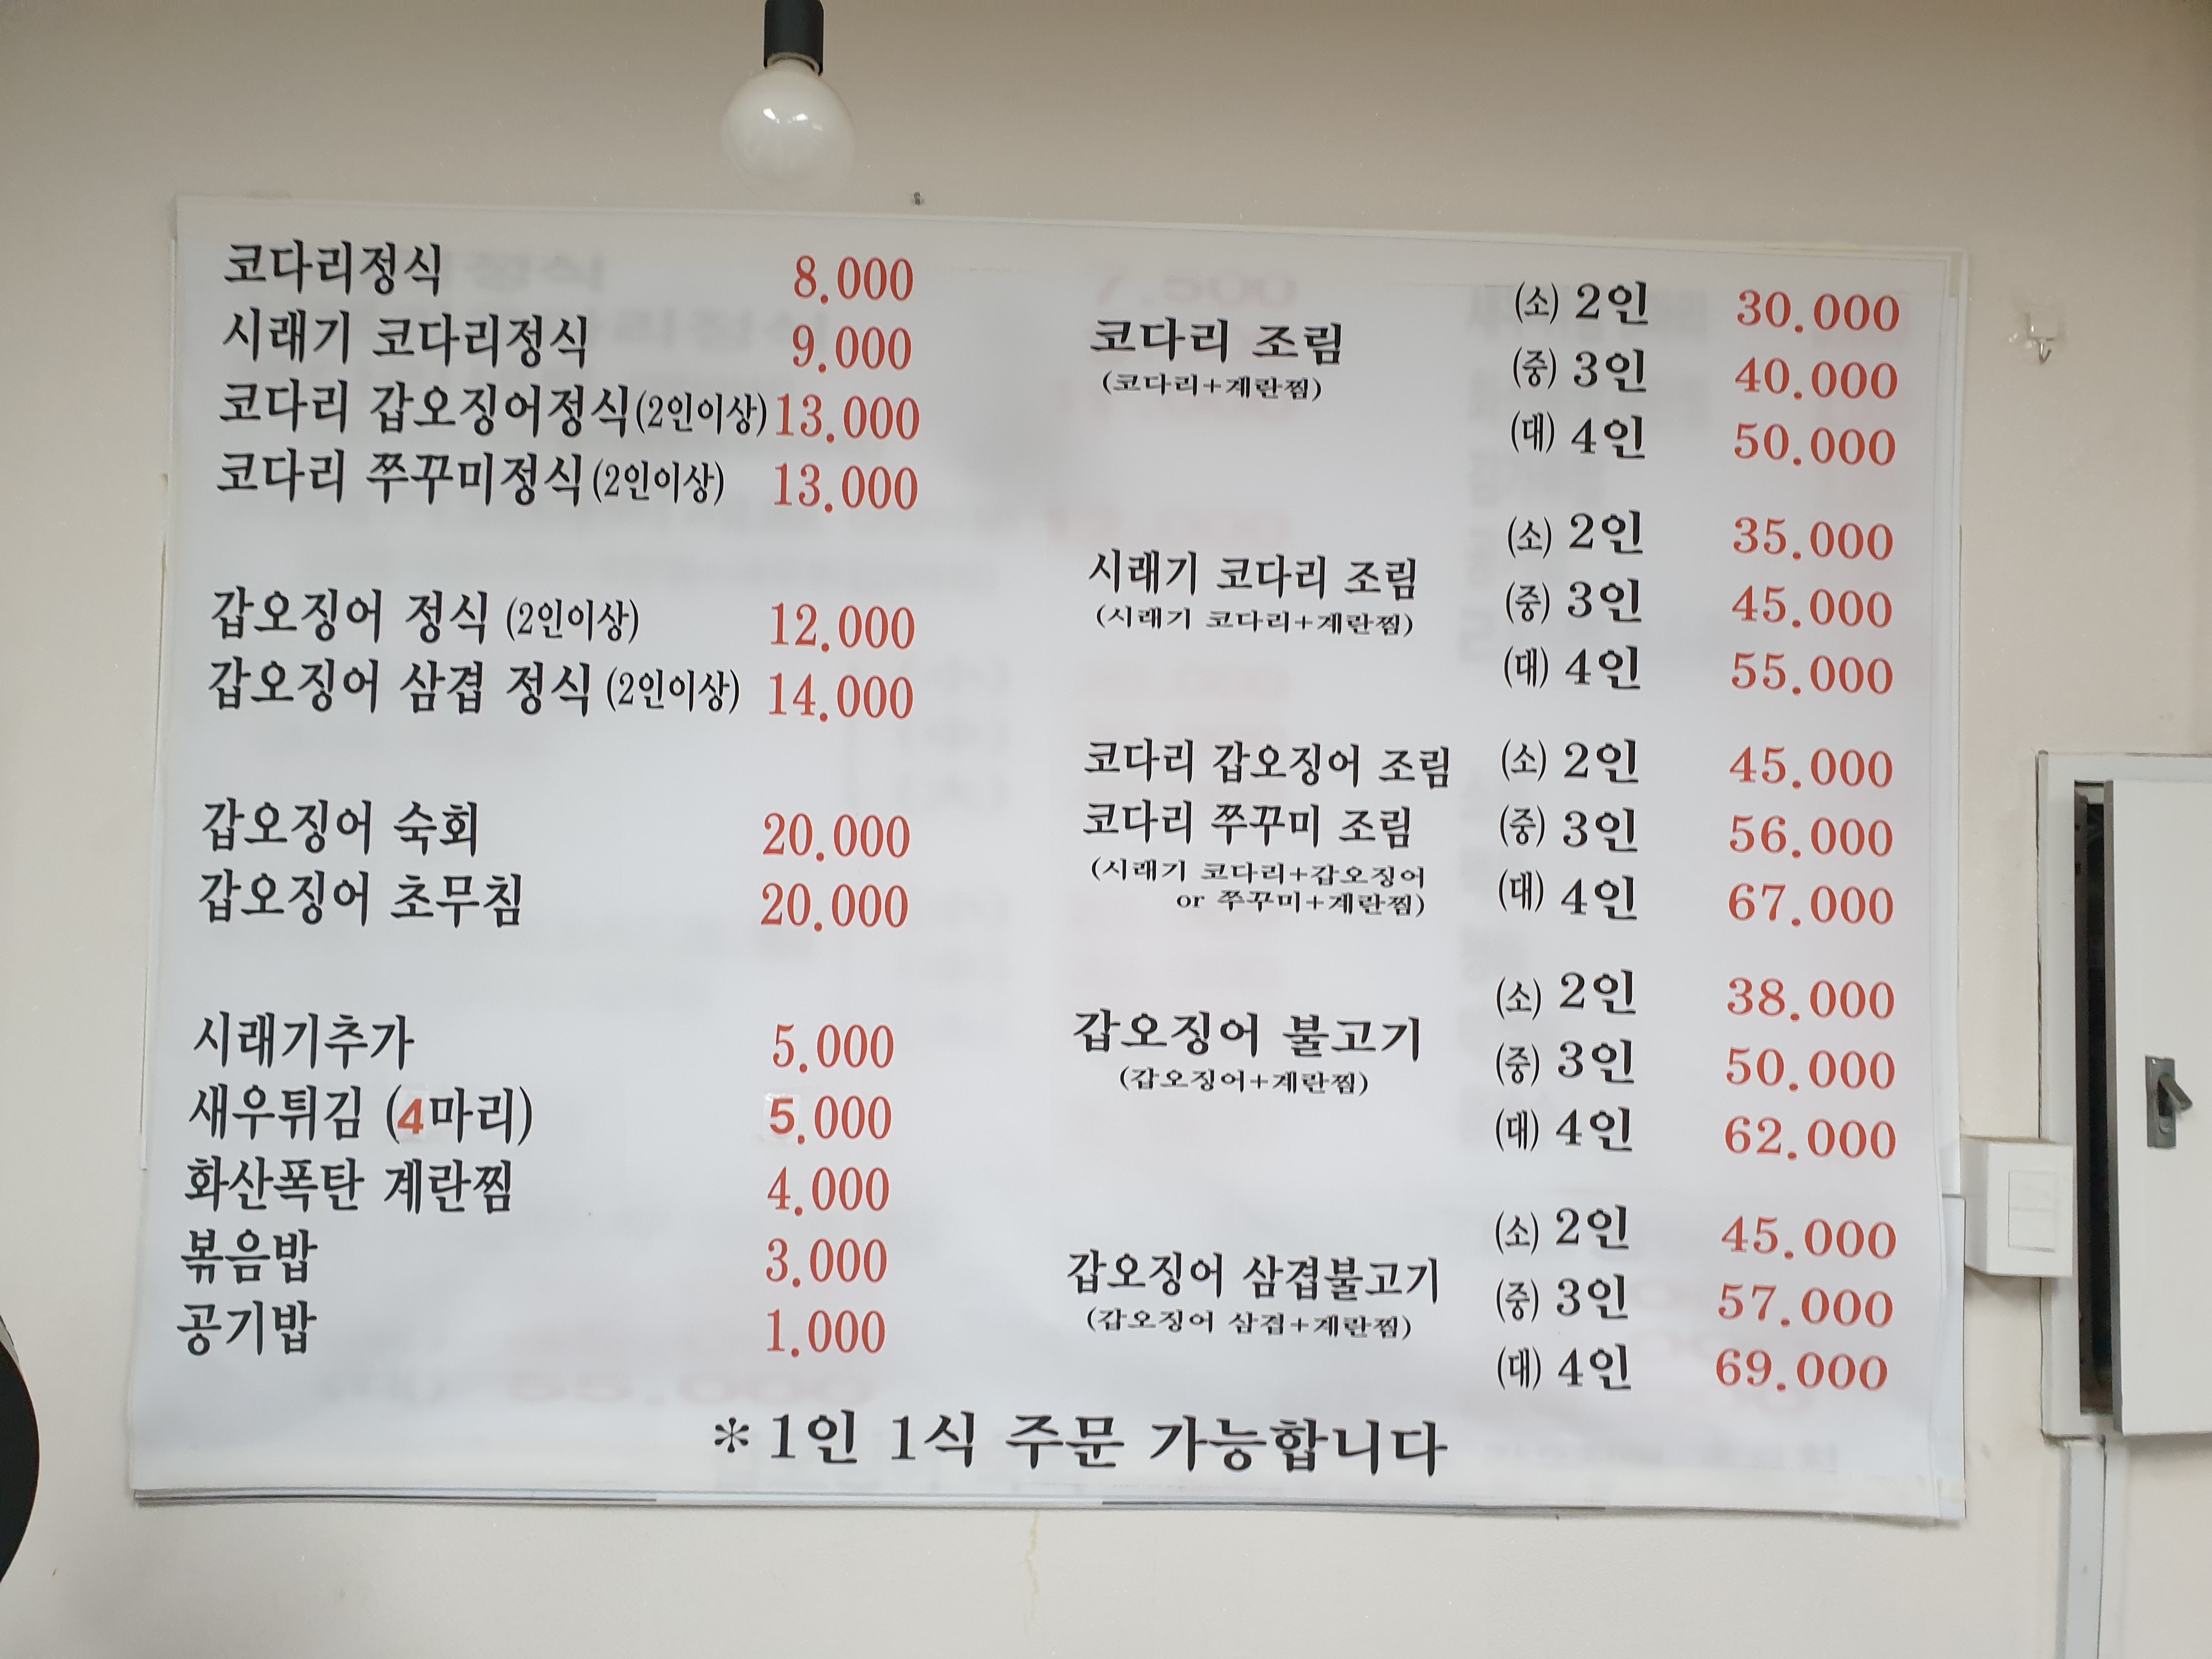 코다리정식 8.000
시래기 코다리정식 9.000
코다리 갑오징어정식(2인이상) 13.000
코다리 쭈꾸미정식(2인이상) 13.000
갑오징어 정식 (2인이상) 12.000
갑오징어 삼겹 정식 (2인이상) 14.000
갑오징어 숙회 20.000
갑오징어 초무침 20.000
시래기추가 5.000
새우튀김 (4마리) 5.000
화산폭탄 계란찜 4.000
볶음밥 3.000
공기밥 1.000
코다리 조림
(코다리+계란찜)
(소) 2인 30.000
(중) 3인 40.000
(대) 4인 50.000
시래기 코다리 조림
(시래기 코다리+계란찜)
(소) 2인 35.000
(중) 3인 45.000
(대) 4인 55.000
코다리 갑오징어 조림
코다리 쭈꾸미 조림
(시래기 코다리+갑오징어
or 쭈꾸미+계란찜)
(소) 2인 45.000
(중) 3인 56.000
(대) 4인 67.000
갑오징어 불고기
(갑오징어+계란찜)
(소) 2인 38.000
(중) 3인 50.000
(대) 4인 62.000
갑오징어 삼겹불고기
(갑오징어 삼겹+계란찜)
(소) 2인 45.000
(중) 3인 57.000
(대) 4인 69.000
*1인 1식 주문 가능합니다